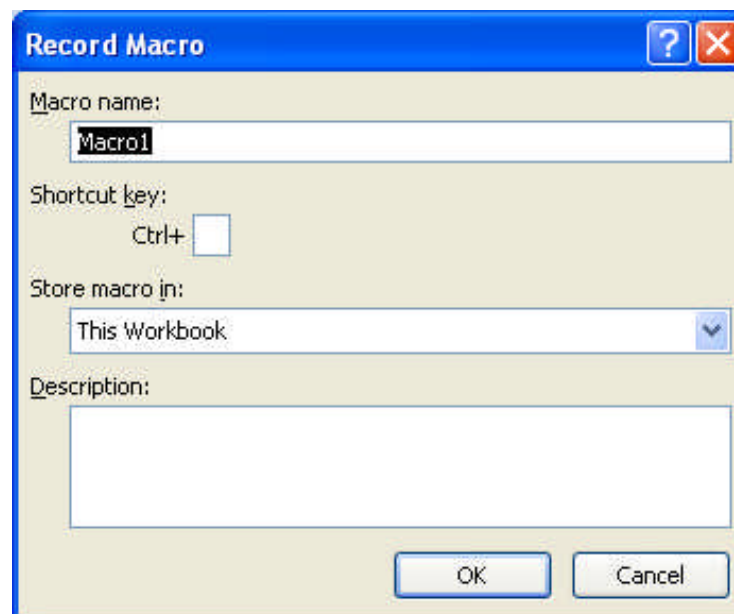 Record Macro
Macro name:
Macro1
Shortcut key:
Ctrl+
Store macro in:
This Workbook
Description:
OK Cancel